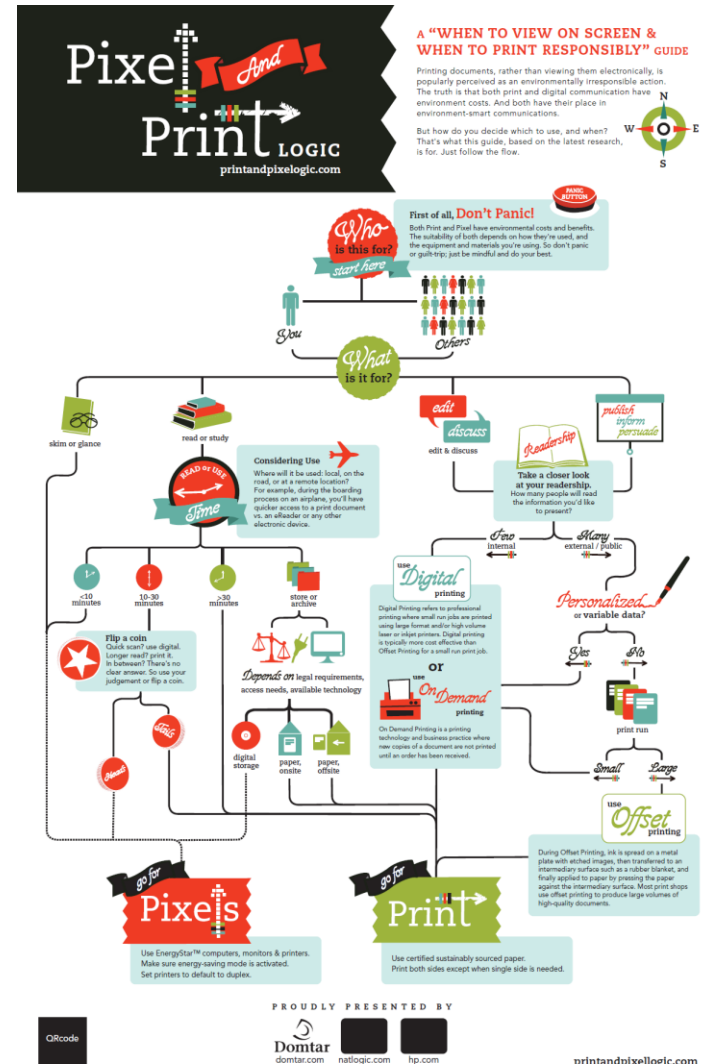 Pixel And
Print LOGIC
printandpixelogic.com
A “WHEN TO VIEW ON SCREEN &
WHEN TO PRINT RESPONSIBLY” GUIDE
Printing documents, rather than viewing them electronically, is
popularly perceived as an environmentally irresponsible action.
The truth is that both print and digital communication have
environment costs. And both have their place in
environment-smart communications.
But how do you decide which to use, and when?
That's what this guide, based on the latest research,
is for. Just follow the flow.
N
W
E
S
PANIC
BUTTON
Who
is this for?
start here
First of all, Don’t Panic!
Both Print and Pixel have environmental costs and benefits.
The suitability of both depends on how they're used, and
the equipment and materials you're using. So don't panic
or guilt-trip; just be mindful and do your best.
You
Others
What
is it for?
skim or glance
read or study
edit
discuss
edit & discuss
Readership
publish
inform
persuade
READ or USE
Time
Considering Use
Where will it be used: local, on the
road, or at a remote location?
For example, during the boarding
process on an airplane, you'll have
quicker access to a print document
vs. an eReader or any other
electronic device.
Take a closer look
at your readership.
How many people will read
the information you'd like
to present?
Few
internal
Many
external / public
<10
minutes
10-30
minutes
>30
minutes
store or
archive
use
Digital
printing
Digital Printing refers to professional
printing where small run jobs are printed
using large format and/or high volume
laser or inkjet printers. Digital printing
is typically more cost effective than
Offset Printing for a small run print job.
or
use
On Demand
printing
On Demand Printing is a printing
technology and business practice where
new copies of a document are not printed
until an order has been received.
Personalized
or variable data?
Yes
No
print run
Small
Large
Flip a coin
Quick scan? use digital.
Longer read? print it.
In between? There's no
clear answer. So use your
judgement or flip a coin.
Heads
Tails
Depends on legal requirements,
access needs, available technology
digital
storage
paper,
onsite
paper,
offsite
use
Offset
printing
During Offset Printing, ink is spread on a metal
plate with etched images, then transferred to an
intermediary surface such as a rubber blanket, and
finally applied to paper by pressing the paper
against the intermediary surface. Most print shops
use offset printing to produce large volumes of
high-quality documents.
go for
Pixels
Use EnergyStar™ computers, monitors & printers.
Make sure energy-saving mode is activated.
Set printers to default to duplex.
go for
Print
Use certified sustainably sourced paper.
Print both sides except when single side is needed.
PROUDLY PRESENTED BY
QRcode
Domtar
domtar.com
natlogic.com
hp.com
printandpixellogic.com